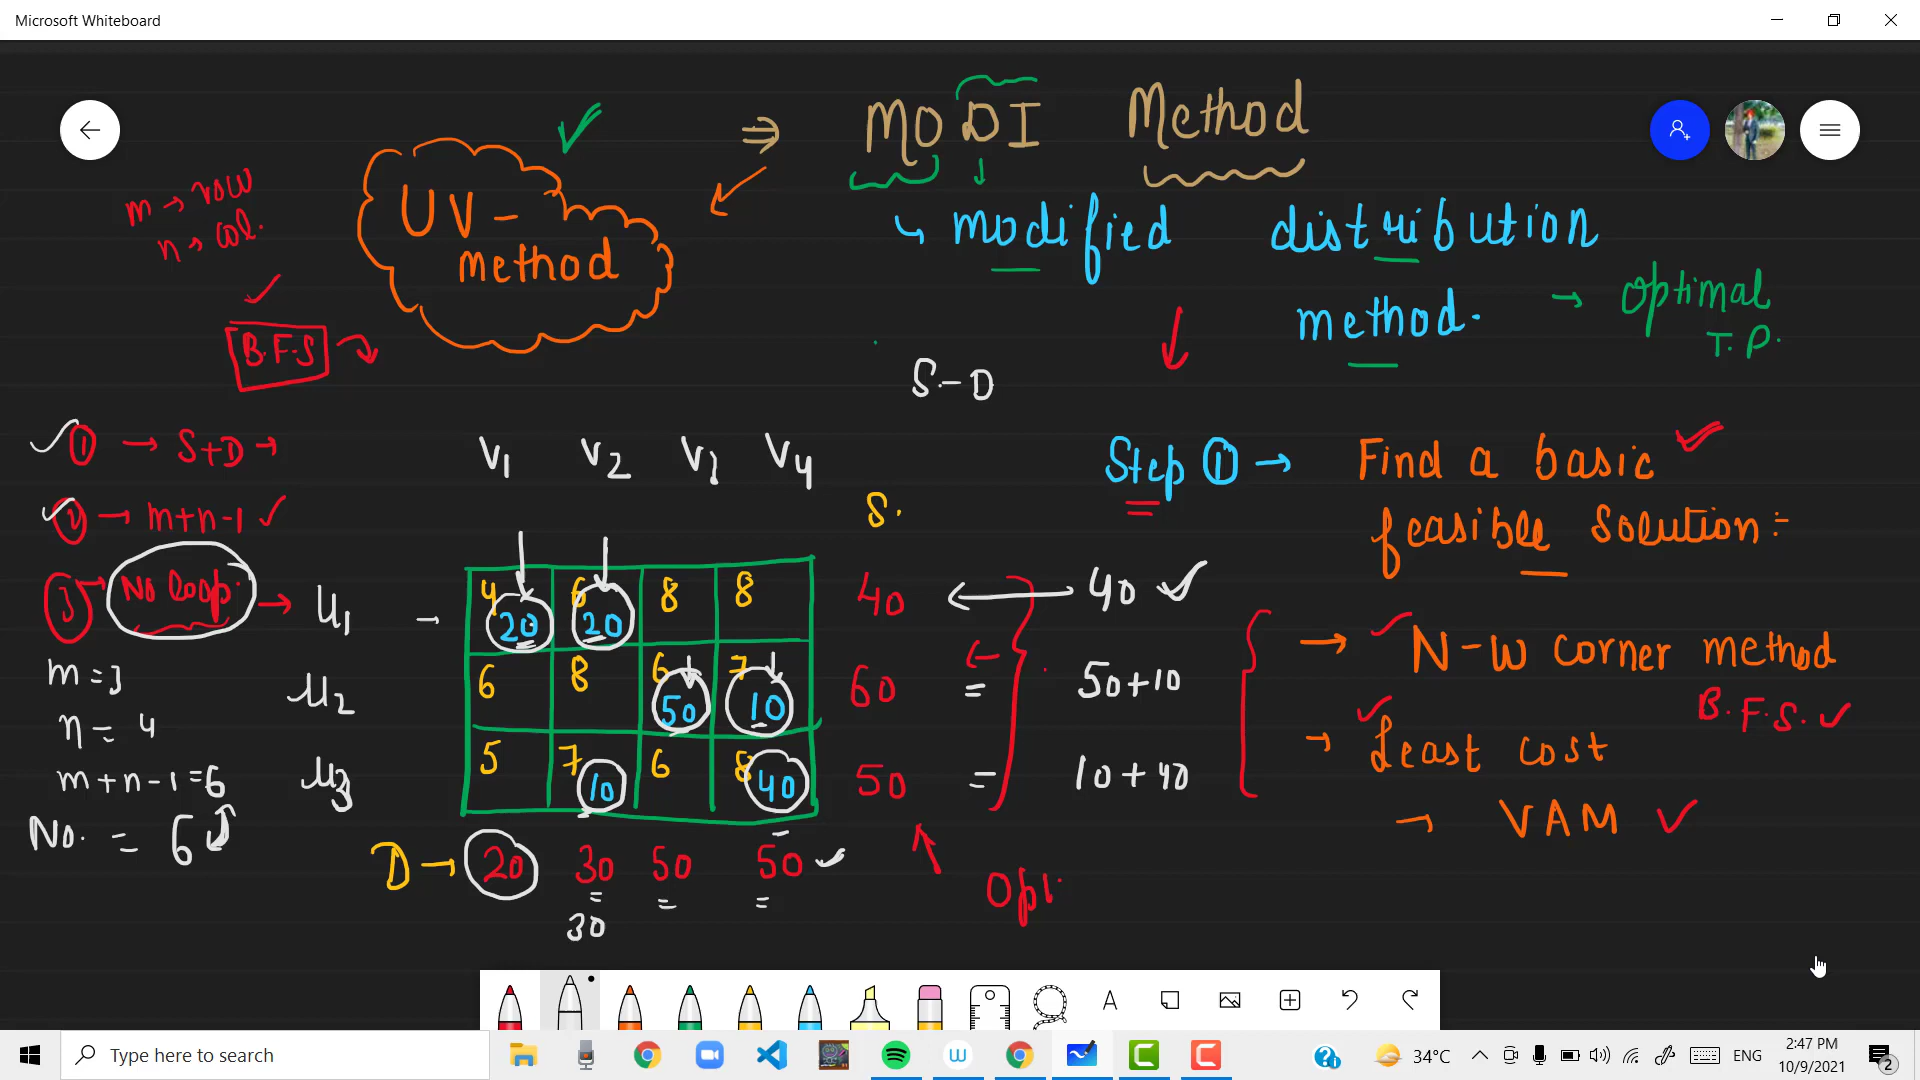 Microsoft Whiteboard
⇒ MODI Method
UV-
method
m → row
n → col.
↳ modified distribution
method. → Optimal
T.P.
B.F.S
S-D
① → S+D →
② → m+n-1 ✓
③ → No loop. →
V1 V2 V3 V4
S.
Step ① → Find a basic
feasible solution:-
U1 → 4 20 6 20 8 8 40 40 ✓
U2 6 8 6 50 7 10 60 = 50+10
U3 5 7 10 6 8 40 50 = 10+40
D → 20 30 50 50
30
m = 3
n = 4
m+n-1=6
No. = 6
→ N-W corner method
B.F.S. ✓
→ Least cost
→ VAM ✓
Opt
Type here to search
34°C
ENG
2:47 PM
10/9/2021
2